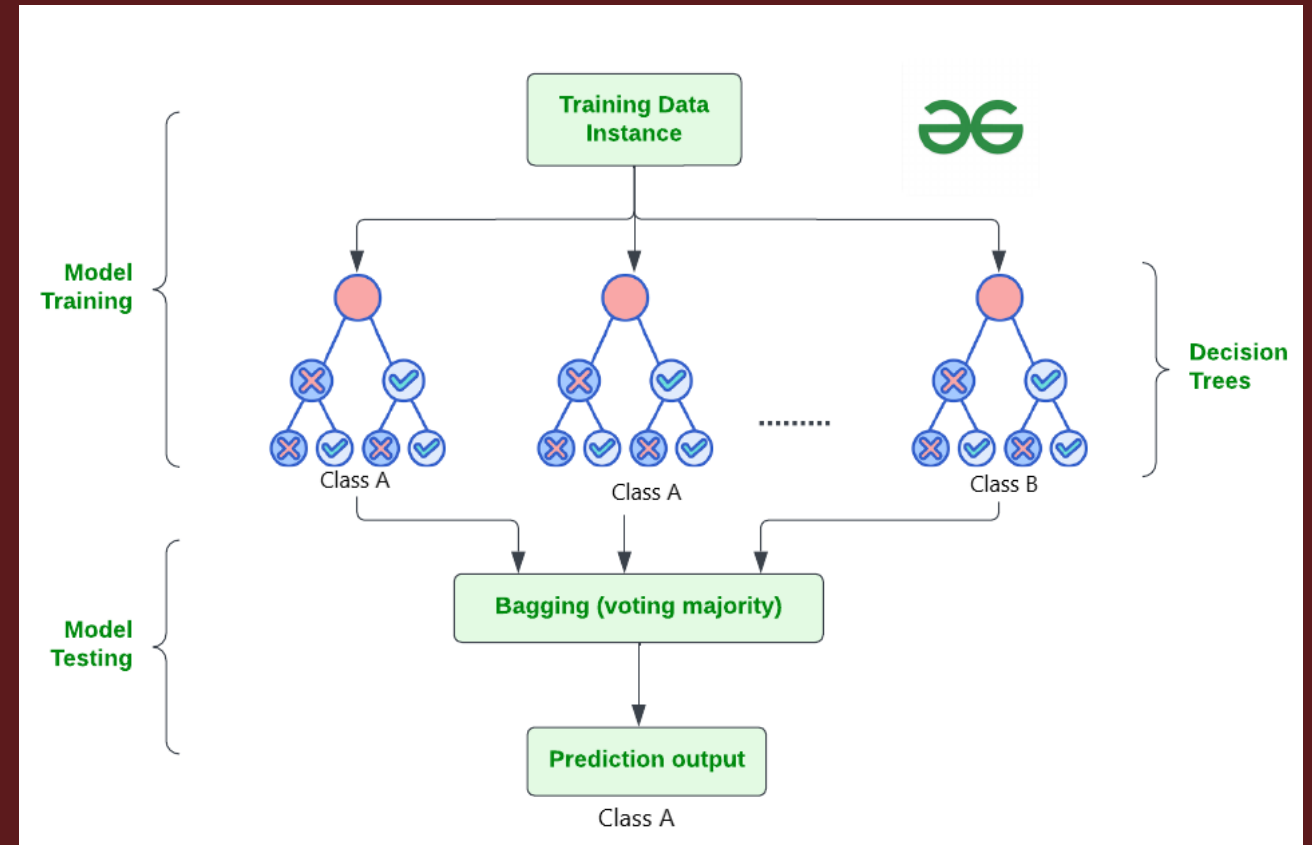 Training Data
Instance
Model
Training
Decision
Trees
Class A
Class A
.........
Class B
Bagging (voting majority)
Model
Testing
Prediction output
Class A